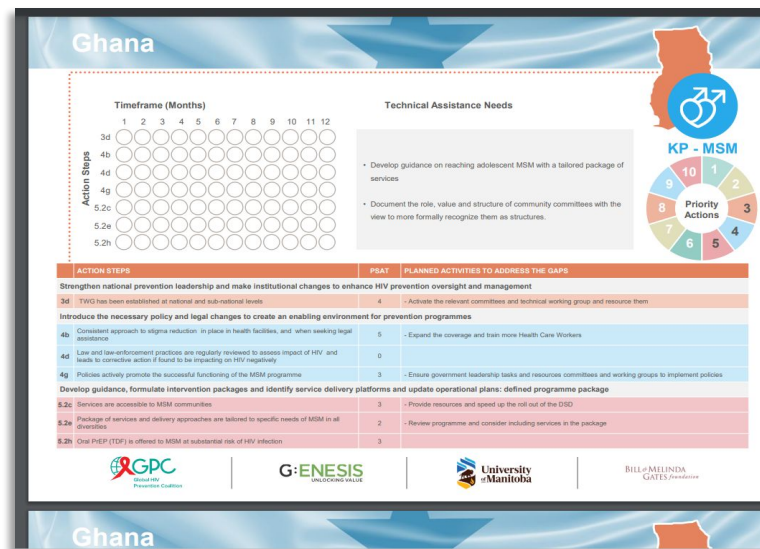 Ghana
Timeframe (Months)
1 2 3 4 5 6 7 8 9 10 11 12
Action Steps
3d
4b
4d
4g
5.2c
5.2e
5.2h
Technical Assistance Needs
• Develop guidance on reaching adolescent MSM with a tailored package of
services
• Document the role, value and structure of community committees with the
view to more formally recognize them as structures.
KP - MSM
1
2
3
4
5
6
7
8
9
10
Priority
Actions
ACTION STEPS PSAT PLANNED ACTIVITIES TO ADDRESS THE GAPS
Strengthen national prevention leadership and make institutional changes to enhance HIV prevention oversight and management
3d TWG has been established at national and sub-national levels 4 - Activate the relevant committees and technical working group and resource them
Introduce the necessary policy and legal changes to create an enabling environment for prevention programmes
4b Consistent approach to stigma reduction in place in health facilities, and when seeking legal
assistance 5 - Expand the coverage and train more Health Care Workers
4d Law and law-enforcement practices are regularly reviewed to assess impact of HIV and
leads to corrective action if found to be impacting on HIV negatively 0
4g Policies actively promote the successful functioning of the MSM programme 3 - Ensure government leadership tasks and resources committees and working groups to implement policies
Develop guidance, formulate intervention packages and identify service delivery platforms and update operational plans: defined programme package
5.2c Services are accessible to MSM communities 3 - Provide resources and speed up the roll out of the DSD
5.2e Package of services and delivery approaches are tailored to specific needs of MSM in all
diversities 2 - Review programme and consider including services in the package
5.2h Oral PrEP (TDF) is offered to MSM at substantial risk of HIV infection 3
GPC
Global HIV
Prevention Coalition
G:ENESIS
UNLOCKING VALUE
University
of Manitoba
BILL & MELINDA
GATES foundation
Ghana